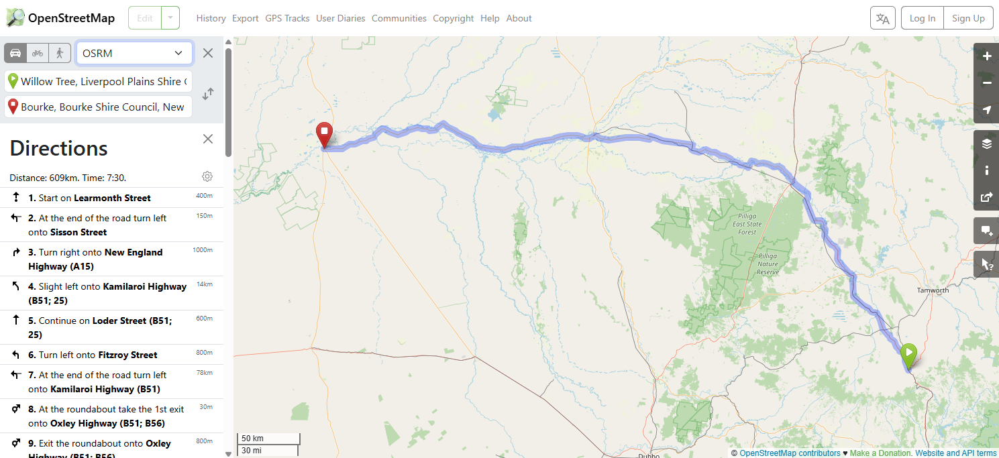 OpenStreetMap
Edit
History Export GPS Tracks User Diaries Communities Copyright Help About
Log In Sign Up
OSRM
Willow Tree, Liverpool Plains Shire
Bourke, Bourke Shire Council, New
Directions
Distance: 609km. Time: 7:30.
1. Start on Learmonth Street 400m
2. At the end of the road turn left 150m
onto Sisson Street
3. Turn right onto New England 1000m
Highway (A15)
4. Slight left onto Kamilaroi Highway 14km
(B51; 25)
5. Continue on Loder Street (B51; 600m
25)
6. Turn left onto Fitzroy Street 800m
7. At the end of the road turn left 78km
onto Kamilaroi Highway (B51)
8. At the roundabout take the 1st exit 30m
onto Oxley Highway (B51; B56)
9. Exit the roundabout onto Oxley 800m
Highway (B51; B56)
Pilliga
East State
Forest
Pilliga
Nature
Reserve
Tamworth
Dubbo
50 km
30 mi
© OpenStreetMap contributors ♥ Make a Donation. Website and API terms